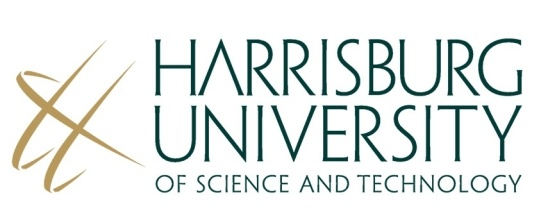 HARRISBURG
UNIVERSITY
OF SCIENCE AND TECHNOLOGY